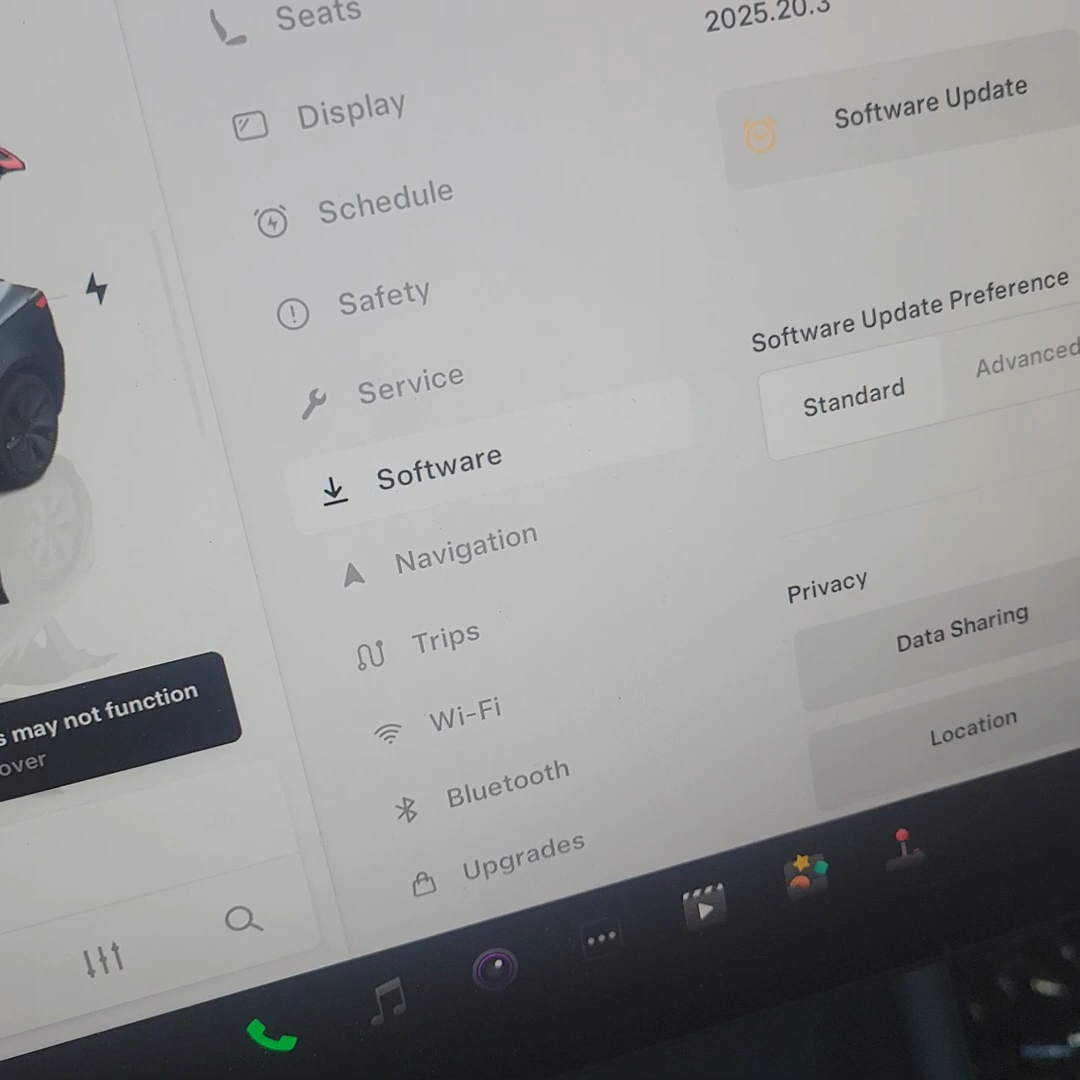 Seats
Display
Schedule
Safety
Service
Software
Navigation
Trips
Wi-Fi
Bluetooth
Upgrades
2025.20.3
Software Update
Software Update Preference
Standard
Advanced
Privacy
Data Sharing
Location
may not function
over